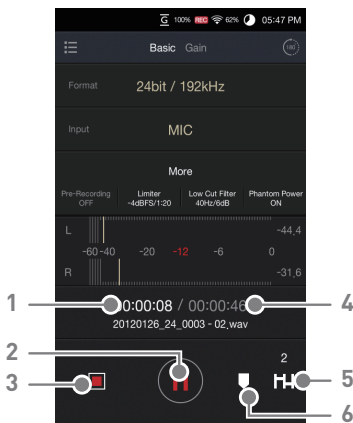 G 100% REC 62% 05:47 PM
Basic Gain 180
Format 24bit / 192kHz
Input MIC
More
Pre-Recording OFF
Limiter -4dBFS/1:20
Low Cut Filter 40Hz/6dB
Phantom Power ON
L -44.4
-60 -40 -20 -12 -6 0
R -31.6
1 00:00:08 / 00:00:46 4
20120126_24_0003 - 02.wav
2
3
2
5
6